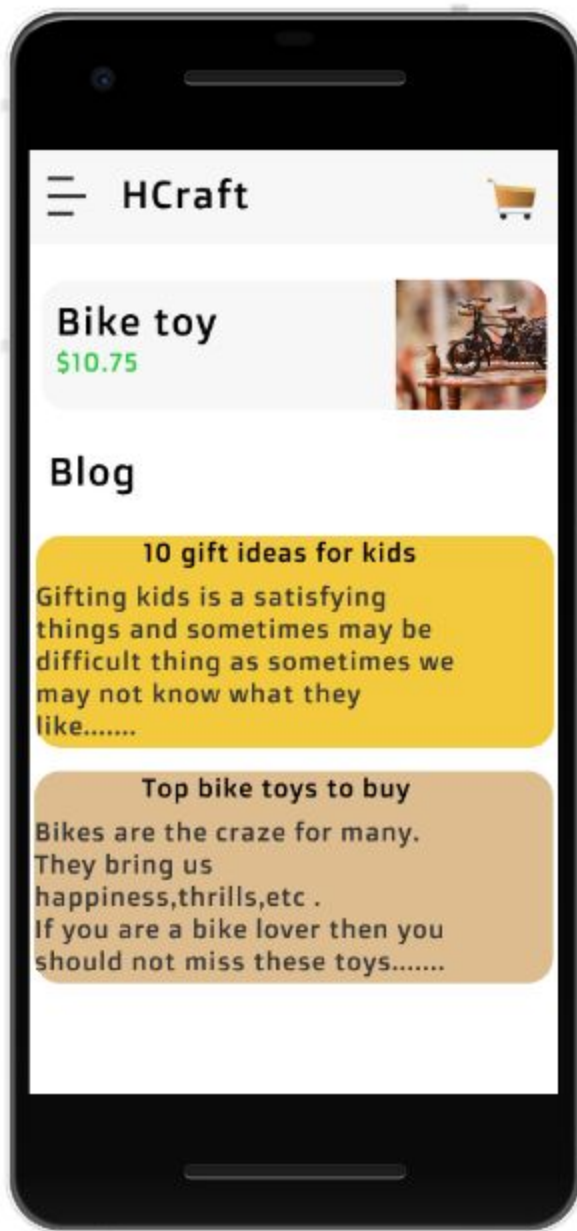 HCraft
Bike toy
$10.75
Blog
10 gift ideas for kids
Gifting kids is a satisfying
things and sometimes may be
difficult thing as sometimes we
may not know what they
like.......
Top bike toys to buy
Bikes are the craze for many.
They bring us
happiness,thrills,etc .
If you are a bike lover then you
should not miss these toys.......